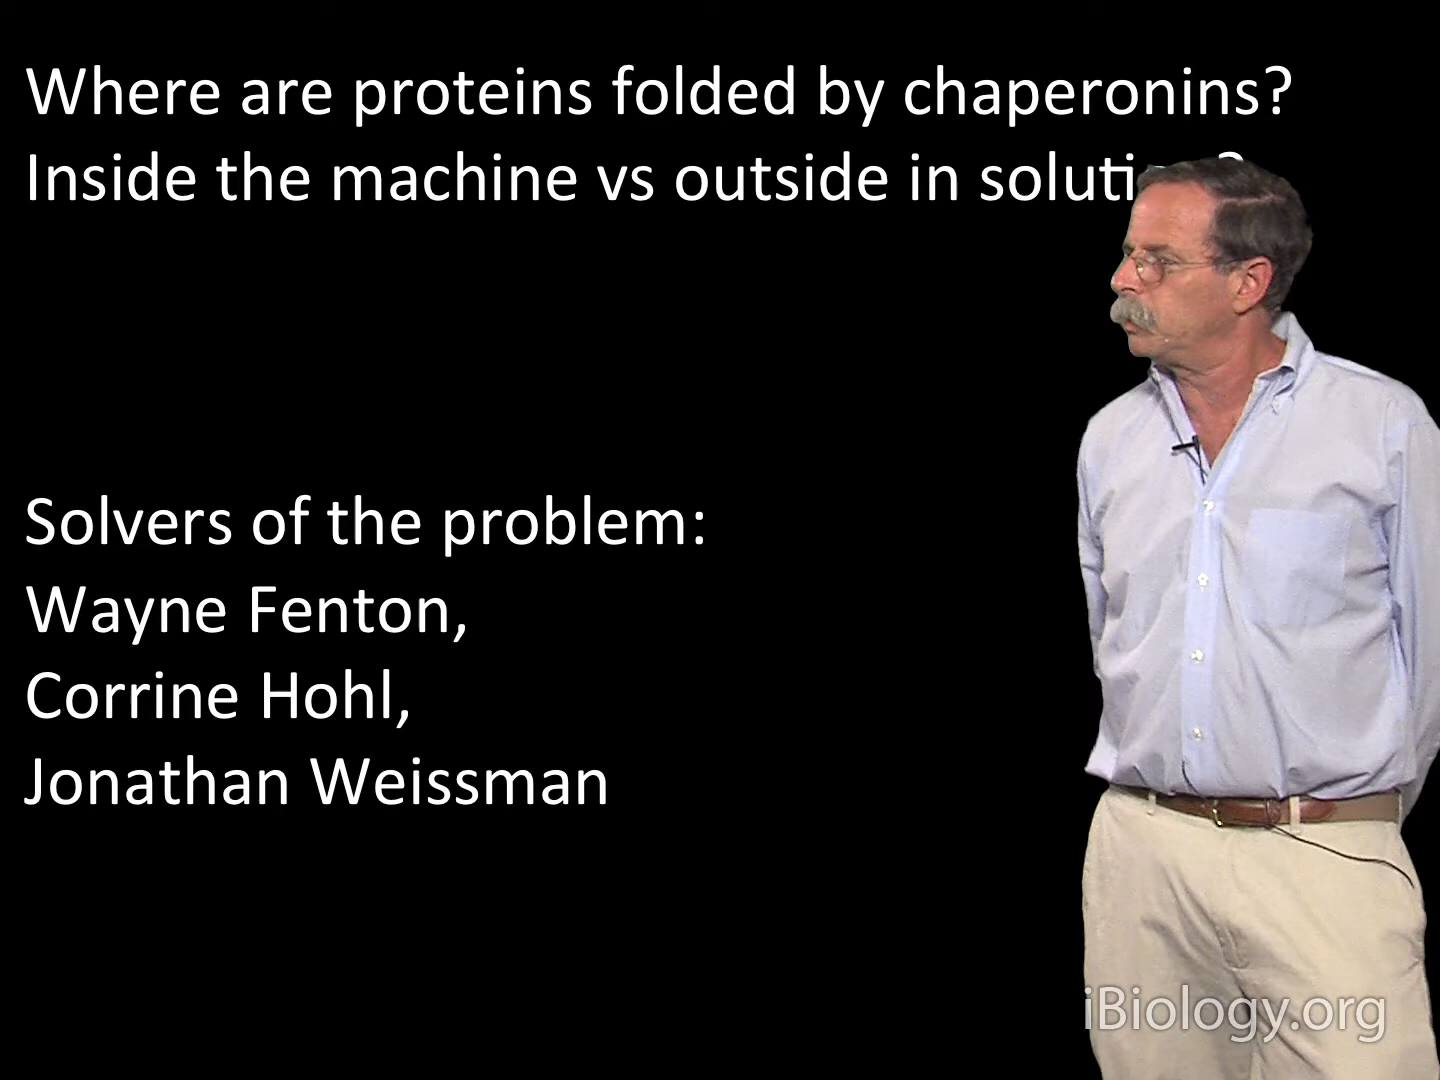 Where are proteins folded by chaperonins?
Inside the machine vs outside in
Solvers of the problem:
Wayne Fenton,
Corrine Hohl,
Jonathan Weissman
iBiology.org